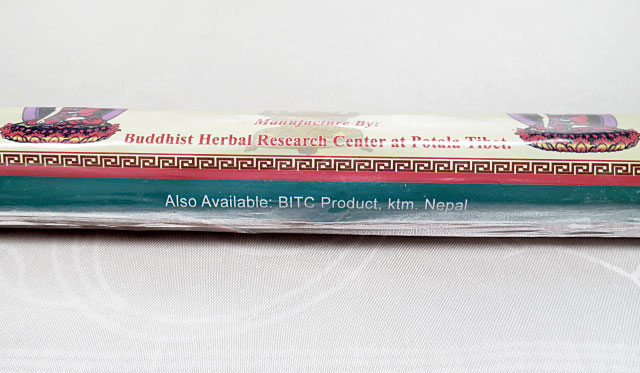 Manufacture By:
Buddhist Herbal Research Center at Potala Tibet.
Also Available: BITC Product, ktm. Nepal